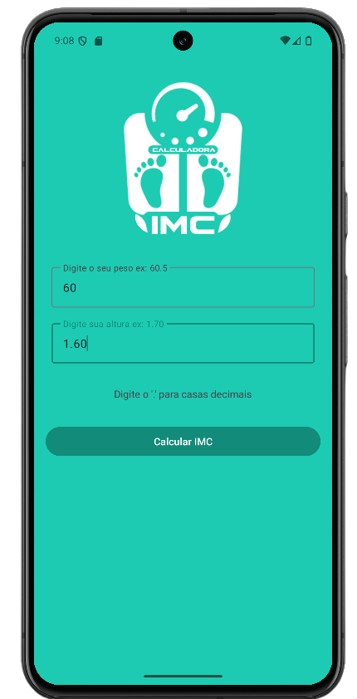 9:08
CALCULADORA
IMC
Digite o seu peso ex: 60.5
60
Digite sua altura ex: 1.70
1.60
Digite o '.' para casas decimais
Calcular IMC